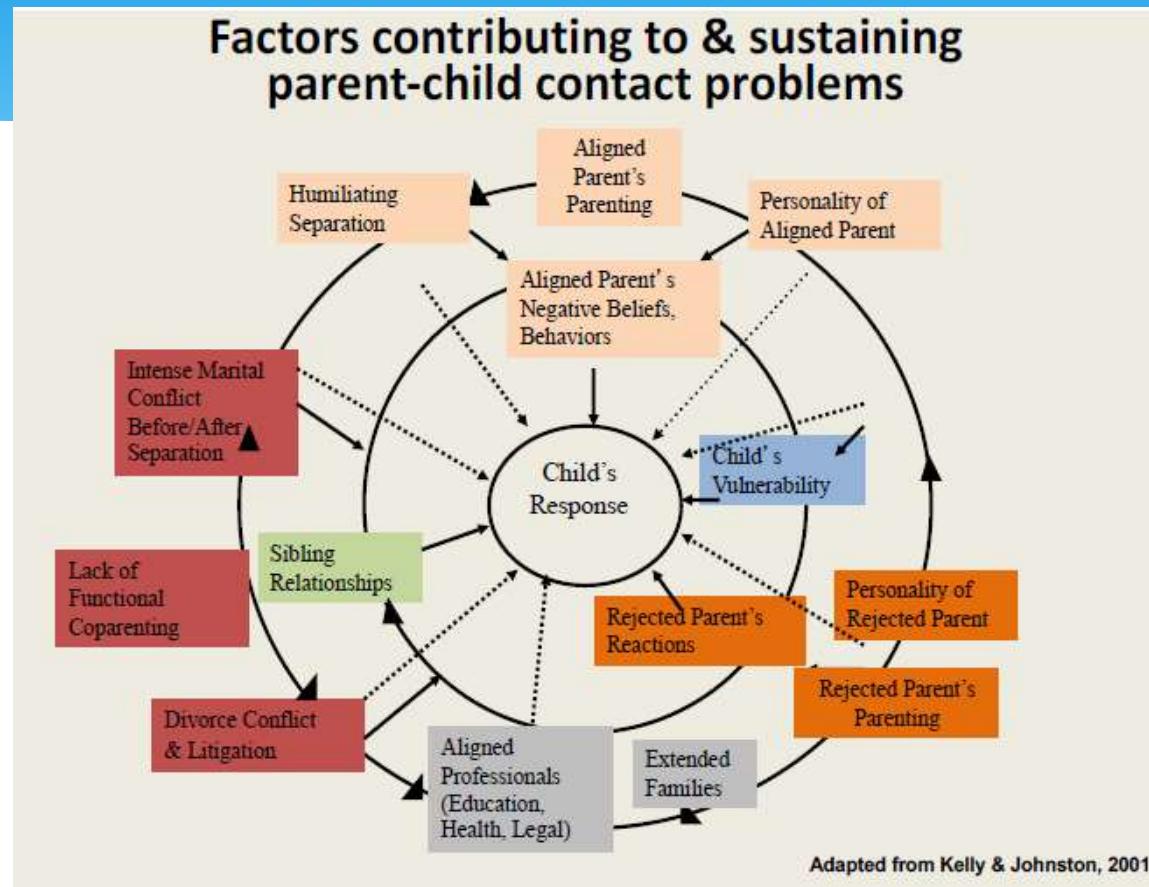 Factors contributing to & sustaining
parent-child contact problems
Aligned
Parent's
Parenting
Humiliating
Separation
Personality of
Aligned Parent
Aligned Parent's
Negative Beliefs,
Behaviors
Intense Marital
Conflict
Before/After
Separation
Child's
Response
Child's
Vulnerability
Sibling
Relationships
Lack of
Functional
Coparenting
Personality of
Rejected Parent
Rejected Parent's
Reactions
Rejected Parent's
Parenting
Divorce Conflict
& Litigation
Aligned
Professionals
(Education,
Health, Legal)
Extended
Families
Adapted from Kelly & Johnston, 2001